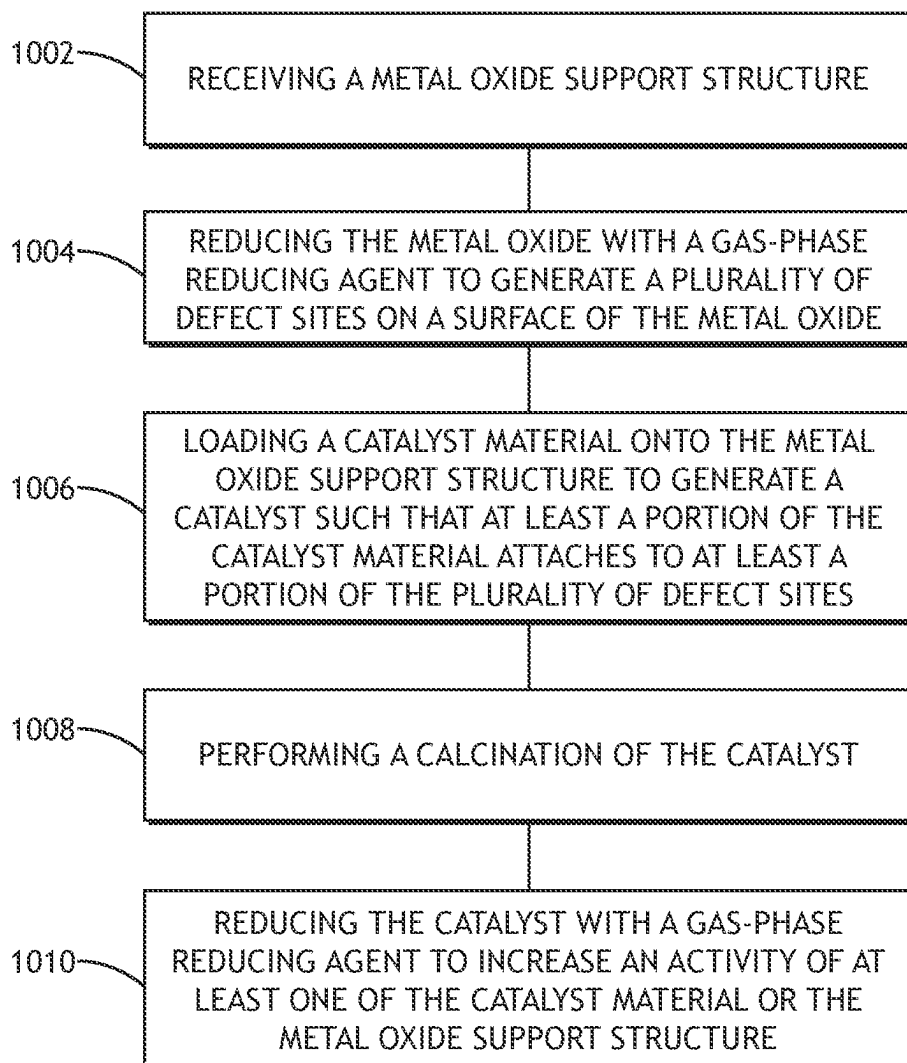 1002
RECEIVING A METAL OXIDE SUPPORT STRUCTURE
1004
REDUCING THE METAL OXIDE WITH A GAS-PHASE
REDUCING AGENT TO GENERATE A PLURALITY OF
DEFECT SITES ON A SURFACE OF THE METAL OXIDE
1006
LOADING A CATALYST MATERIAL ONTO THE METAL
OXIDE SUPPORT STRUCTURE TO GENERATE A
CATALYST SUCH THAT AT LEAST A PORTION OF THE
CATALYST MATERIAL ATTACHES TO AT LEAST A
PORTION OF THE PLURALITY OF DEFECT SITES
1008
PERFORMING A CALCINATION OF THE CATALYST
1010
REDUCING THE CATALYST WITH A GAS-PHASE
REDUCING AGENT TO INCREASE AN ACTIVITY OF AT
LEAST ONE OF THE CATALYST MATERIAL OR THE
METAL OXIDE SUPPORT STRUCTURE